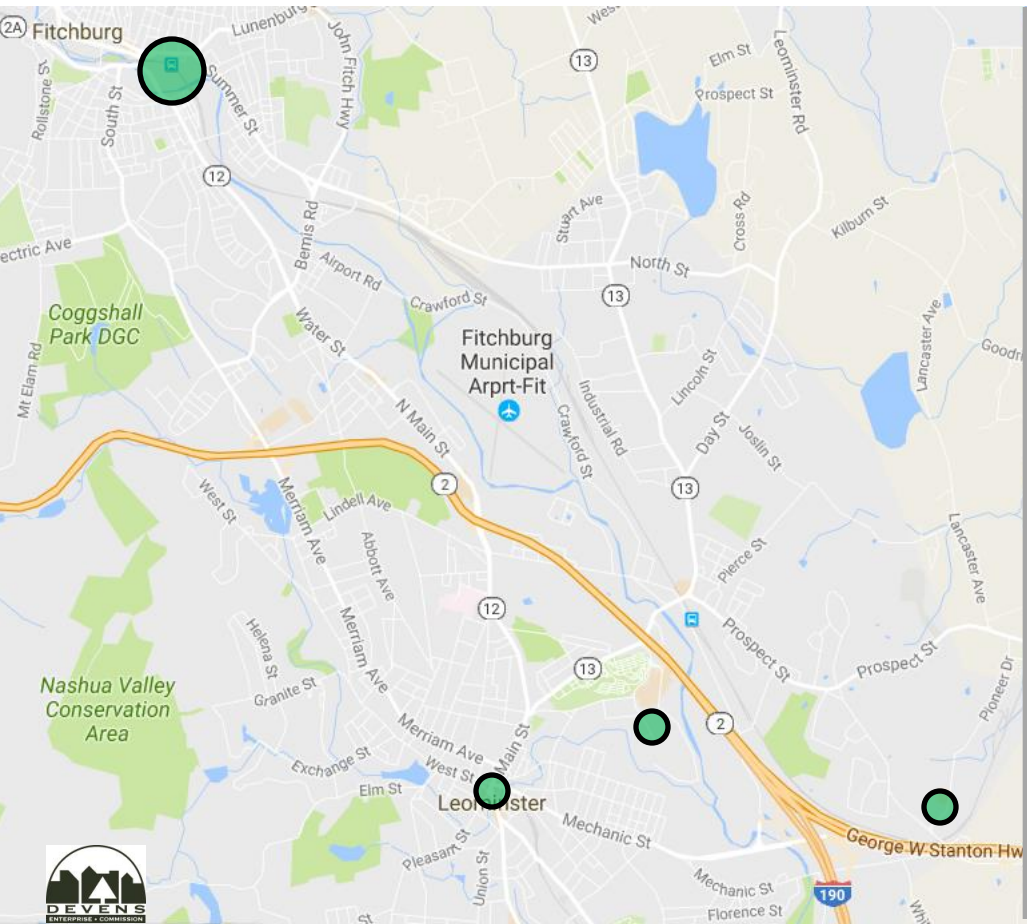 2A
Fitchburg
Lunenburg
John Fitch Hwy
13
Elm St
Leominster Rd
Prospect St
Rollstone St
South St
Summer St
12
Stuart Ave
Cross Rd
Kilburn St
ectric Ave
Bemis Rd
Airport Rd
North St
Crawford St
13
Coggshall
Park DGC
Water St
Fitchburg
Municipal
Arprt-Fit
Lancaster Ave
Goodri
Mt Elam Rd
Lincoln St
N Main St
Crawford St
Industrial Rd
Day St
Joslin St
2
13
West St
Merriam Ave
Lindell Ave
Abbott Ave
Lancaster Ave
Pierce St
12
Helena St
Merriam Ave
Prospect St
Prospect St
13
Granite St
Nashua Valley
Conservation
Area
Pioneer Dr
Merriam Ave
Main St
2
Exchange St
West St
Elm St
Leominster
Mechanic St
George W Stanton Hw
Pleasant St
Union St
Mechanic St
190
Florence St
St
DEVENS
ENTERPRISE • COMMISSION